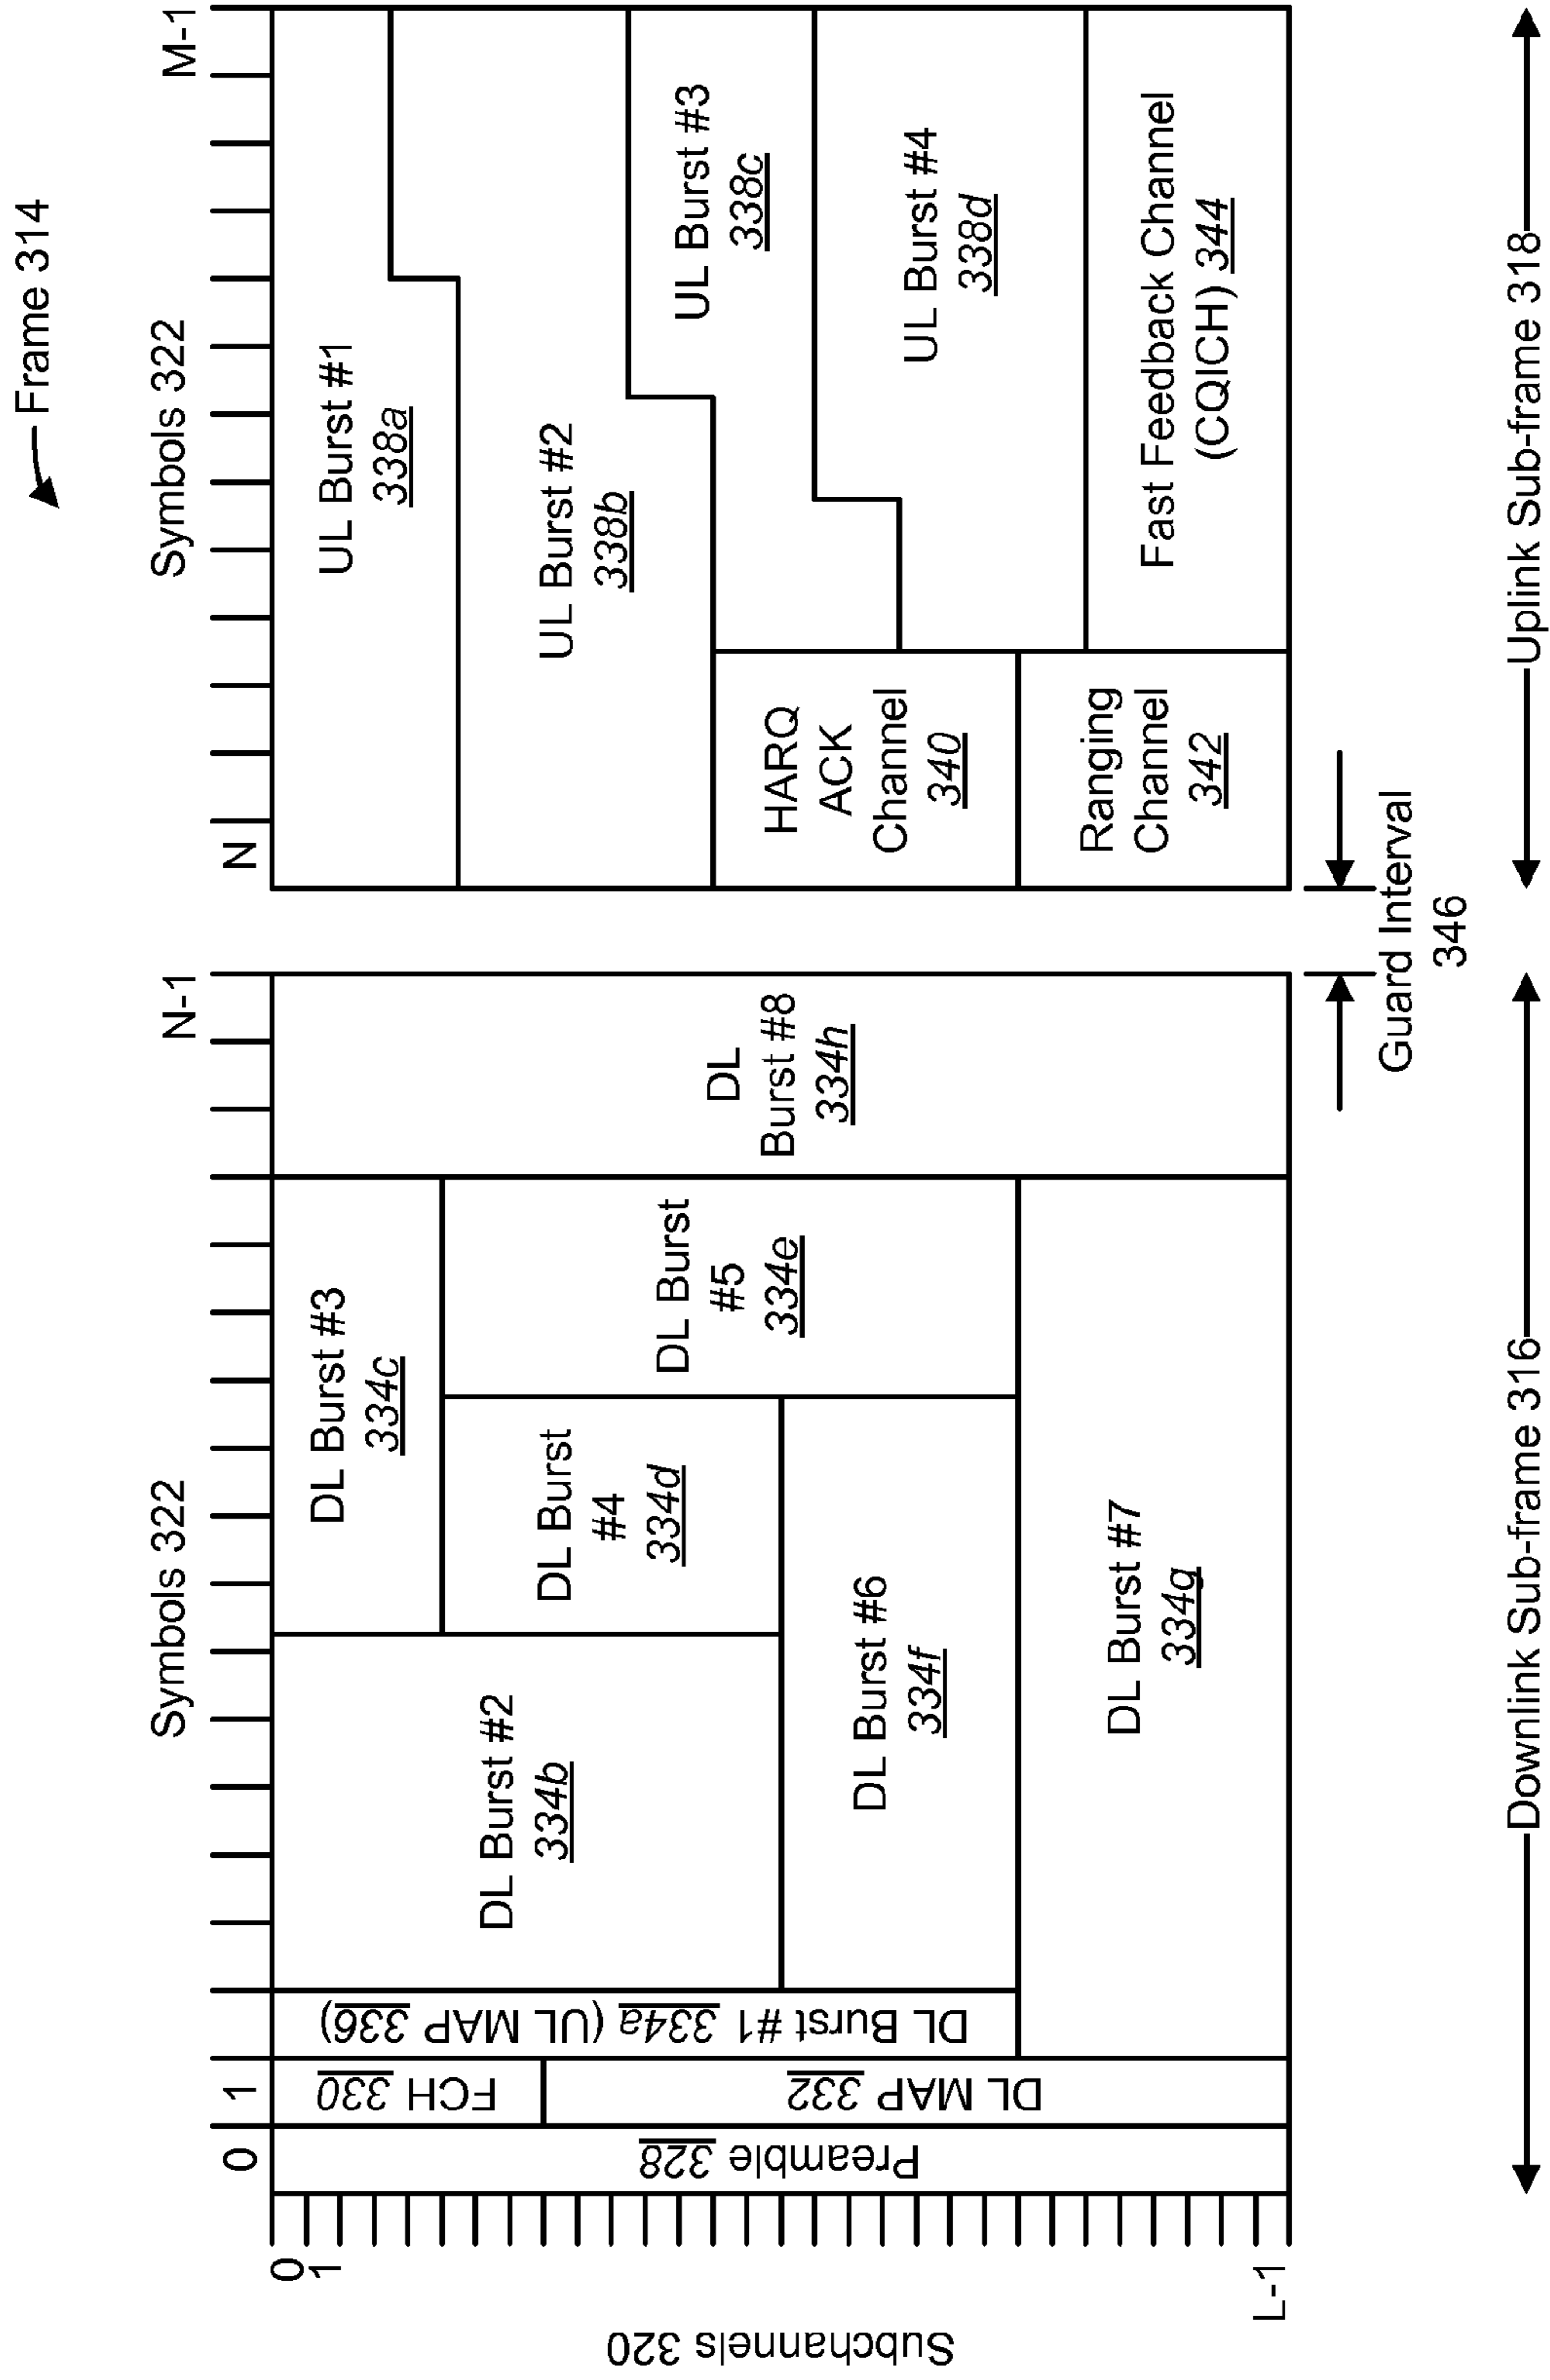 Frame 314
Symbols 322
Symbols 322
0
1
N-1
N
M-1
Subchannels 320
0
1
L-1
Preamble 328
FCH 330
DL MAP 332
DL Burst #1 334a (UL MAP 336)
DL Burst #2
334b
DL Burst #3
334c
DL Burst
#4
334d
DL Burst
#5
334e
DL Burst #6
334f
DL Burst #7
334g
DL
Burst #8
334h
UL Burst #1
338a
UL Burst #2
338b
UL Burst #3
338c
UL Burst #4
338d
HARQ
ACK
Channel
340
Ranging
Channel
342
Fast Feedback Channel
(CQICH) 344
Guard Interval
346
Downlink Sub-frame 316
Uplink Sub-frame 318